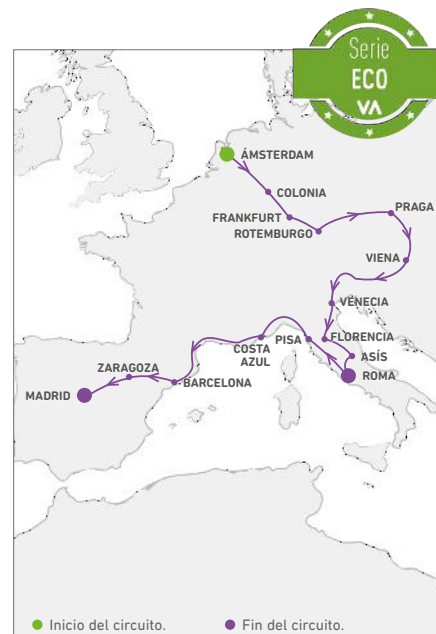 Serie
ECO
VA
ÁMSTERDAM
COLONIA
FRANKFURT
ROTEMBURGO
PRAGA
VIENA
VENECIA
FLORENCIA
PISA
ASÍS
ROMA
COSTA
AZUL
BARCELONA
ZARAGOZA
MADRID
Inicio del circuito.
Fin del circuito.